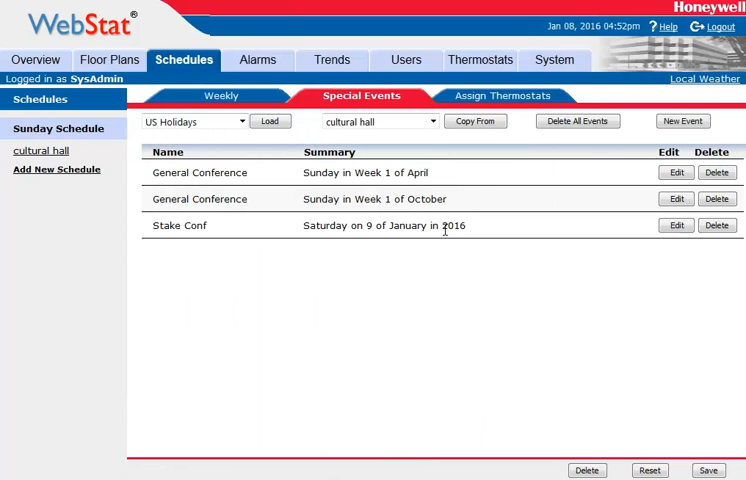 Honeywell
WebStat®
Jan 08, 2016 04:52pm ? Help Logout
Overview Floor Plans Schedules Alarms Trends Users Thermostats System
Logged in as SysAdmin
Local Weather
Schedules
Weekly Special Events Assign Thermostats
US Holidays Load cultural hall Copy From Delete All Events New Event
Sunday Schedule
cultural hall
Add New Schedule
Name Summary Edit Delete
General Conference Sunday in Week 1 of April Edit Delete
General Conference Sunday in Week 1 of October Edit Delete
Stake Conf Saturday on 9 of January in 2016 Edit Delete
Delete Reset Save